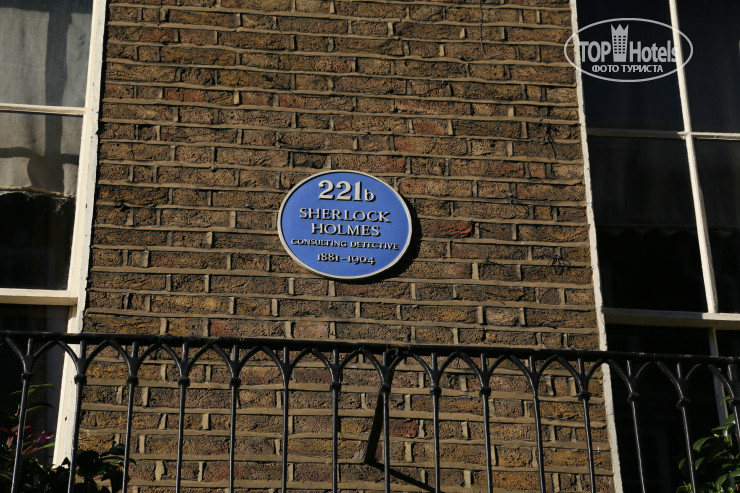 TOP Hotels
ФОТО ТУРИСТА
221b
SHERLOCK
HOLMES
CONSULTING DETECTIVE
1881-1904